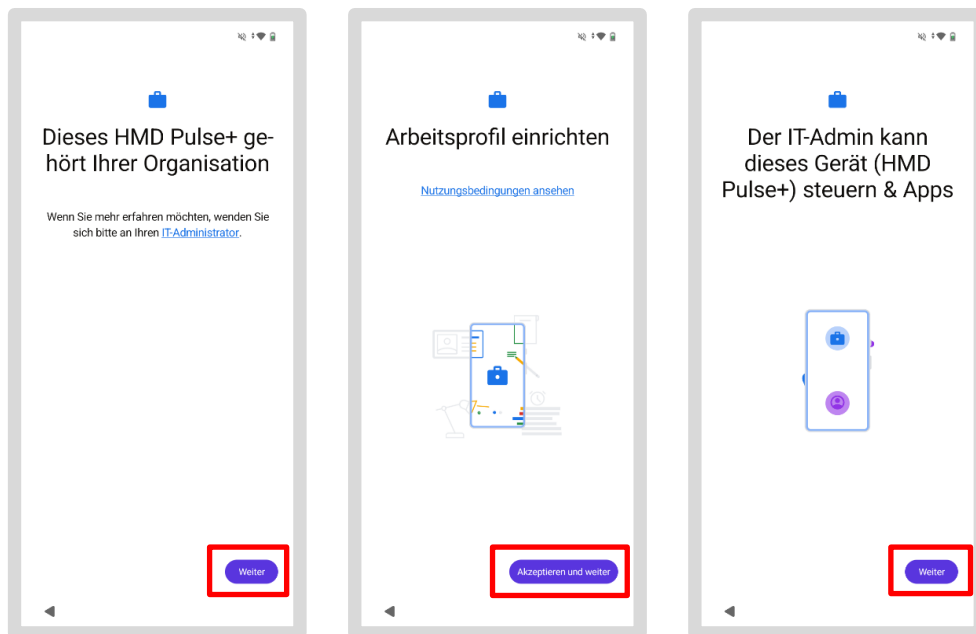 Dieses HMD Pulse+ ge-
hört Ihrer Organisation
Wenn Sie mehr erfahren möchten, wenden Sie
sich bitte an Ihren IT-Administrator.
Weiter
Arbeitsprofil einrichten
Nutzungsbedingungen ansehen
Akzeptieren und weiter
Der IT-Admin kann
dieses Gerät (HMD
Pulse+) steuern & Apps
Weiter